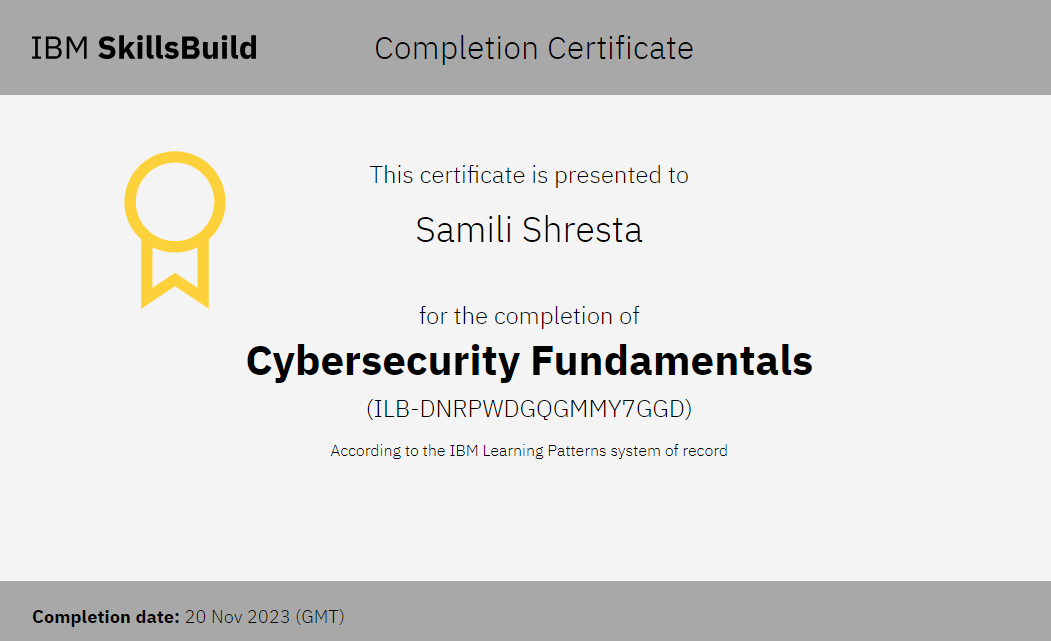 IBM SkillsBuild
Completion Certificate
This certificate is presented to
Samili Shresta
for the completion of
Cybersecurity Fundamentals
(ILB-DNRPWDGQGMMY7GGD)
According to the IBM Learning Patterns system of record
Completion date: 20 Nov 2023 (GMT)